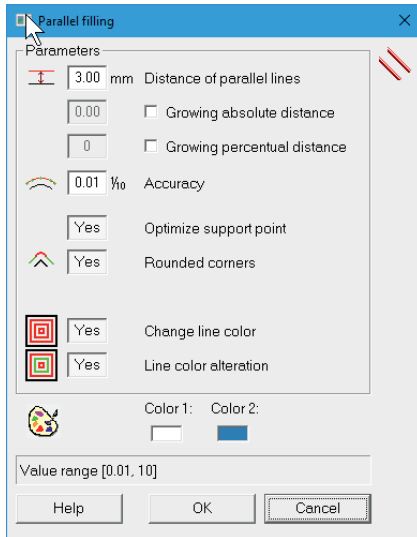 Parallel filling
Parameters
3.00 mm Distance of parallel lines
0.00 Growing absolute distance
0 Growing percentual distance
0.01 1/10 Accuracy
Yes Optimize support point
Yes Rounded corners
Yes Change line color
Yes Line color alteration
Color 1: Color 2:
Value range [0.01, 10]
Help OK Cancel